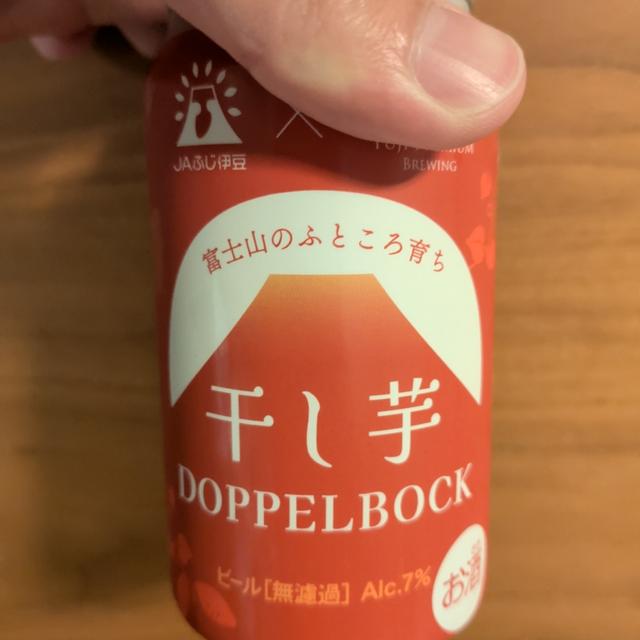 JAふじ伊豆
BREWING
富士山のふところ育ち
干し芋
DOPPELBOCK
ビール[無濾過] Alc.7%
お酒